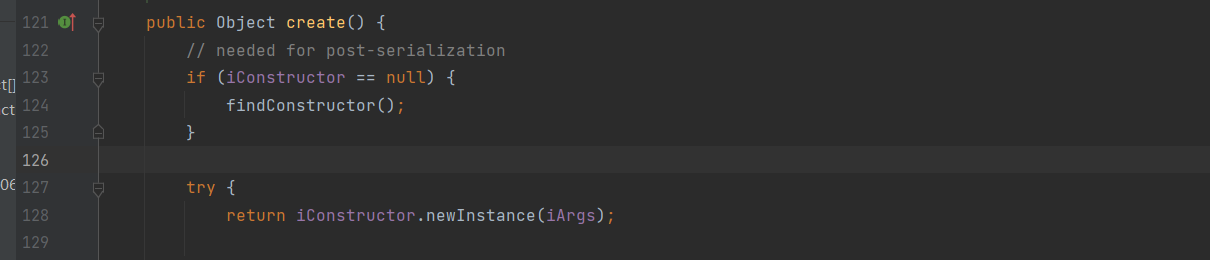 121 public Object create() {
122 // needed for post-serialization
ct[] 123 if (iConstructor == null) {
uct 124 findConstructor();
125 }
126
06 127 try {
128 return iConstructor.newInstance(iArgs);
129